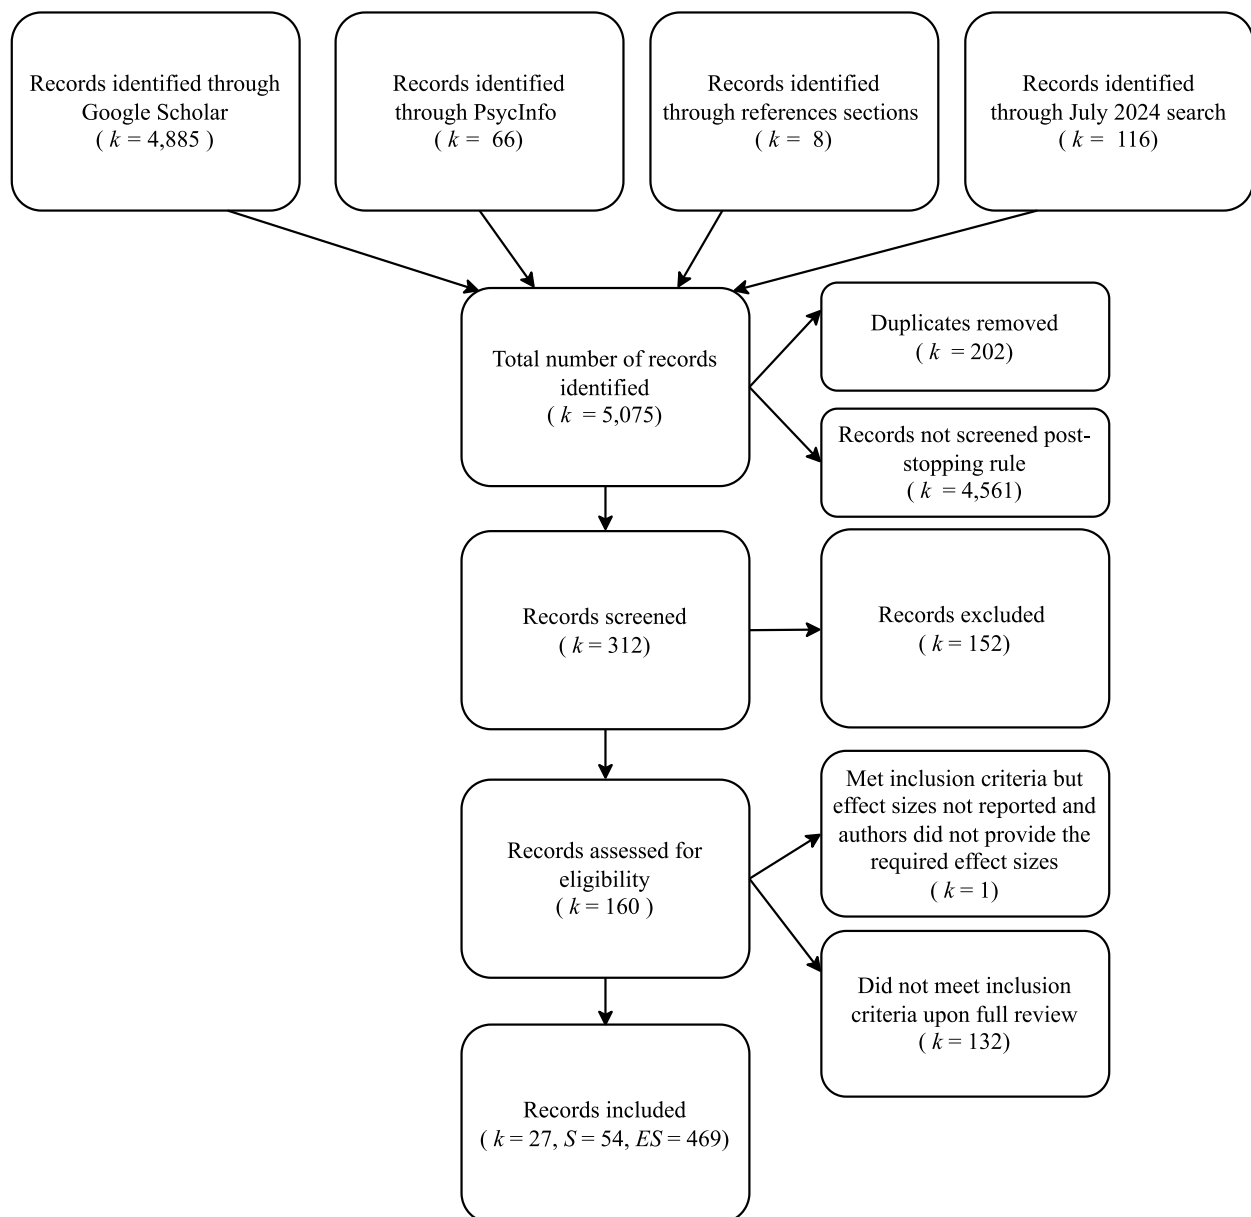 Records identified through
Google Scholar
( k = 4,885 )
Records identified
through PsycInfo
( k =  66)
Records identified
through references sections
( k =  8)
Records identified
through July 2024 search
( k =  116)
Total number of records
identified
( k  = 5,075)
Duplicates removed
( k  = 202)
Records not screened post-
stopping rule
( k  = 4,561)
Records screened
( k = 312)
Records excluded
( k = 152)
Records assessed for
eligibility
( k = 160 )
Met inclusion criteria but
effect sizes not reported and
authors did not provide the
required effect sizes
( k = 1)
Did not meet inclusion
criteria upon full review
( k = 132)
Records included
( k = 27, S = 54, ES = 469)